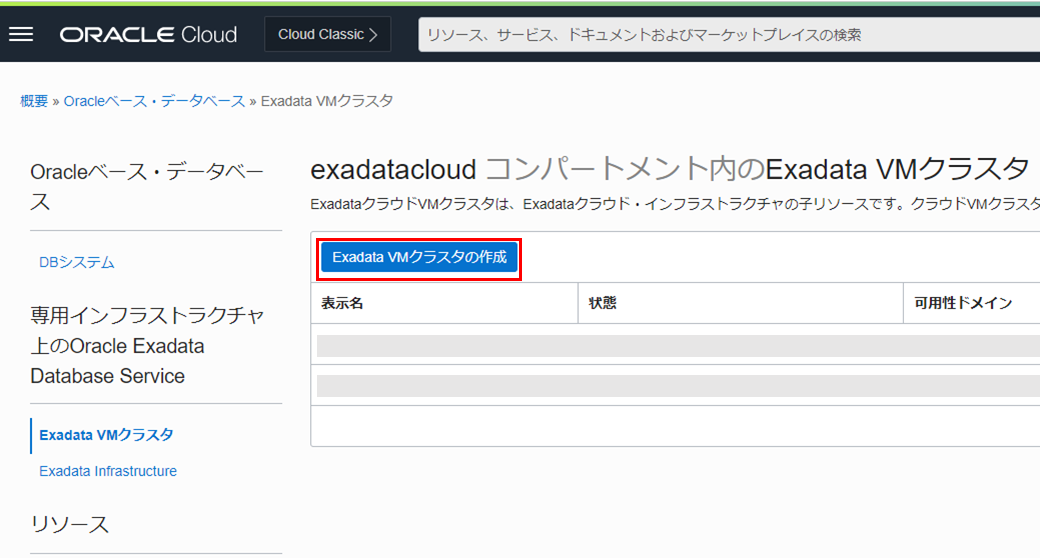 ORACLE Cloud
Cloud Classic
リソース、サービス、ドキュメントおよびマーケットプレイスの検索
概要 » Oracleベース・データベース » Exadata VMクラスタ
Oracleベース・データベー
ス
DBシステム
専用インフラストラクチャ
上のOracle Exadata
Database Service
Exadata VMクラスタ
Exadata Infrastructure
リソース
exadatacloud コンパートメント内のExadata VMクラスタ
ExadataクラウドVMクラスタは、Exadataクラウド・インフラストラクチャの子リソースです。クラウドVMクラスタ
Exadata VMクラスタの作成
表示名
状態
可用性ドメイン